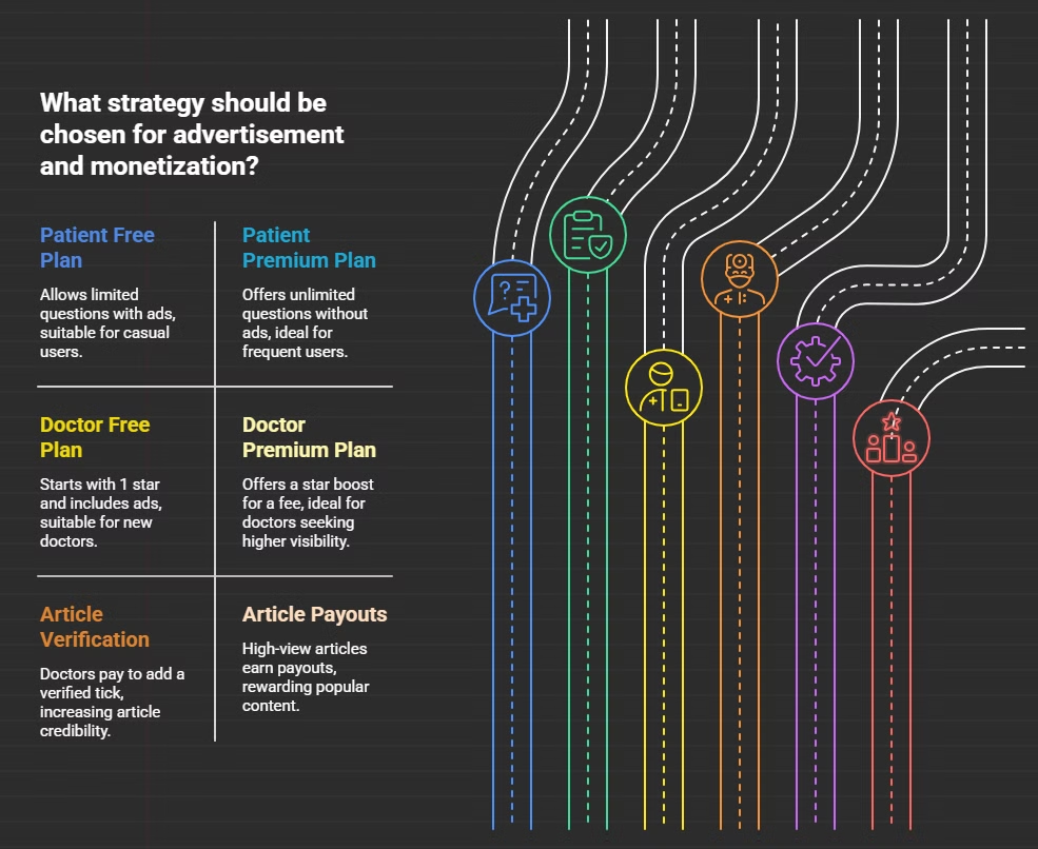 What strategy should be
chosen for advertisement
and monetization?
Patient Free
Plan
Allows limited
questions with ads,
suitable for casual
users.
Patient
Premium Plan
Offers unlimited
questions without
ads, ideal for
frequent users.
Doctor Free
Plan
Starts with 1 star
and includes ads,
suitable for new
doctors.
Doctor
Premium Plan
Offers a star boost
for a fee, ideal for
doctors seeking
higher visibility.
Article
Verification
Doctors pay to add a
verified tick,
increasing article
credibility.
Article Payouts
High-view articles
earn payouts,
rewarding popular
content.